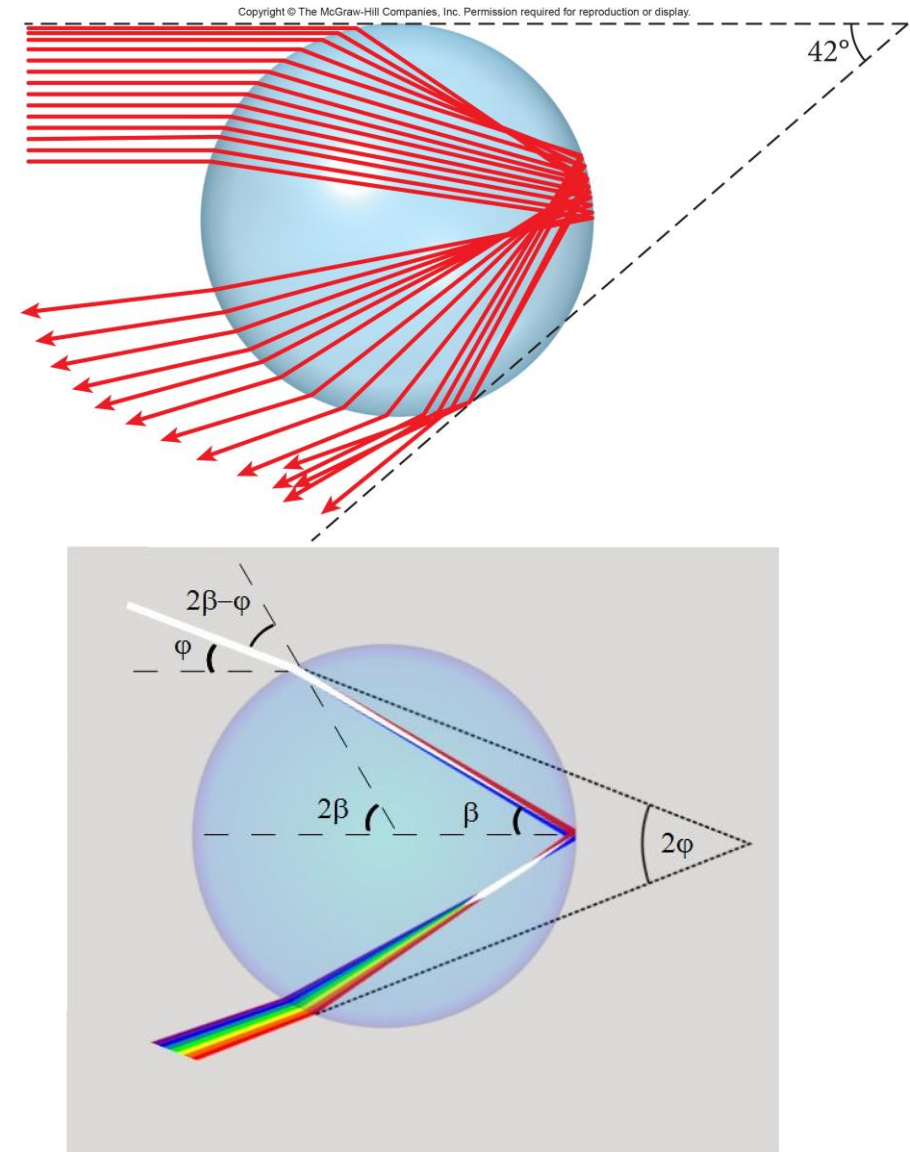 Copyright © The McGraw-Hill Companies, Inc. Permission required for reproduction or display.
42°
2β−φ
φ
2β
β
2φ